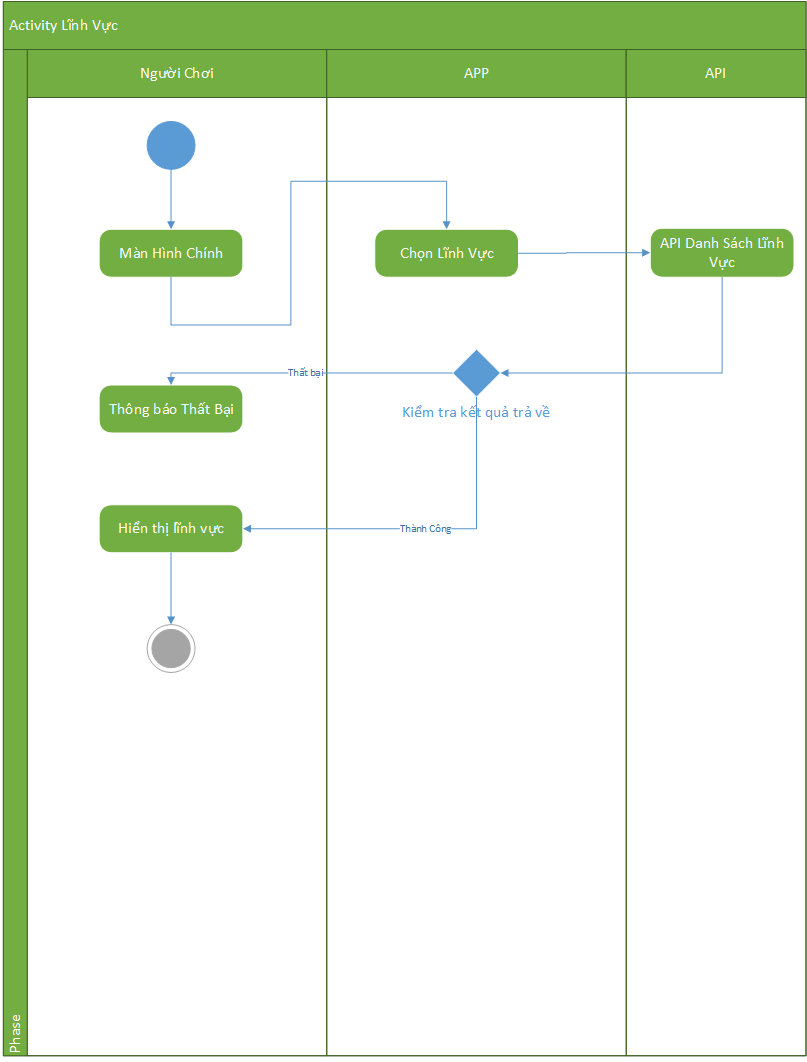 Activity Lĩnh Vực
Người Chơi
APP
API
Màn Hình Chính
Chọn Lĩnh Vực
API Danh Sách Lĩnh
Vực
Thất bại
Thông báo Thất Bại
Kiểm tra kết quả trả về
Hiển thị lĩnh vực
Thành Công
Phase